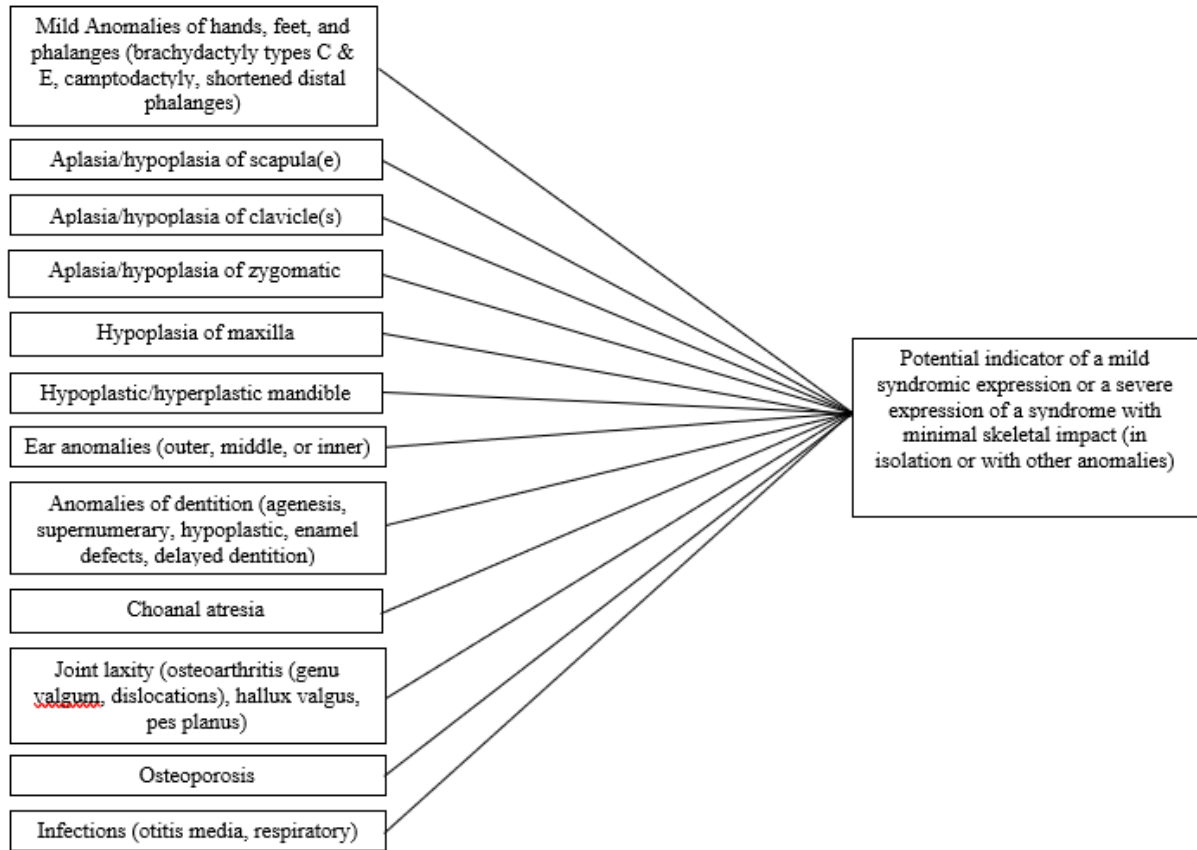 Mild Anomalies of hands, feet, and
phalanges (brachydactyly types C &
E, camptodactyly, shortened distal
phalanges)
Aplasia/hypoplasia of scapula(e)
Aplasia/hypoplasia of clavicle(s)
Aplasia/hypoplasia of zygomatic
Hypoplasia of maxilla
Hypoplastic/hyperplastic mandible
Ear anomalies (outer, middle, or inner)
Anomalies of dentition (agenesis,
supernumerary, hypoplastic, enamel
defects, delayed dentition)
Choanal atresia
Joint laxity (osteoarthritis (genu
valgum, dislocations), hallux valgus,
pes planus)
Osteoporosis
Infections (otitis media, respiratory)
Potential indicator of a mild
syndromic expression or a severe
expression of a syndrome with
minimal skeletal impact (in
isolation or with other anomalies)